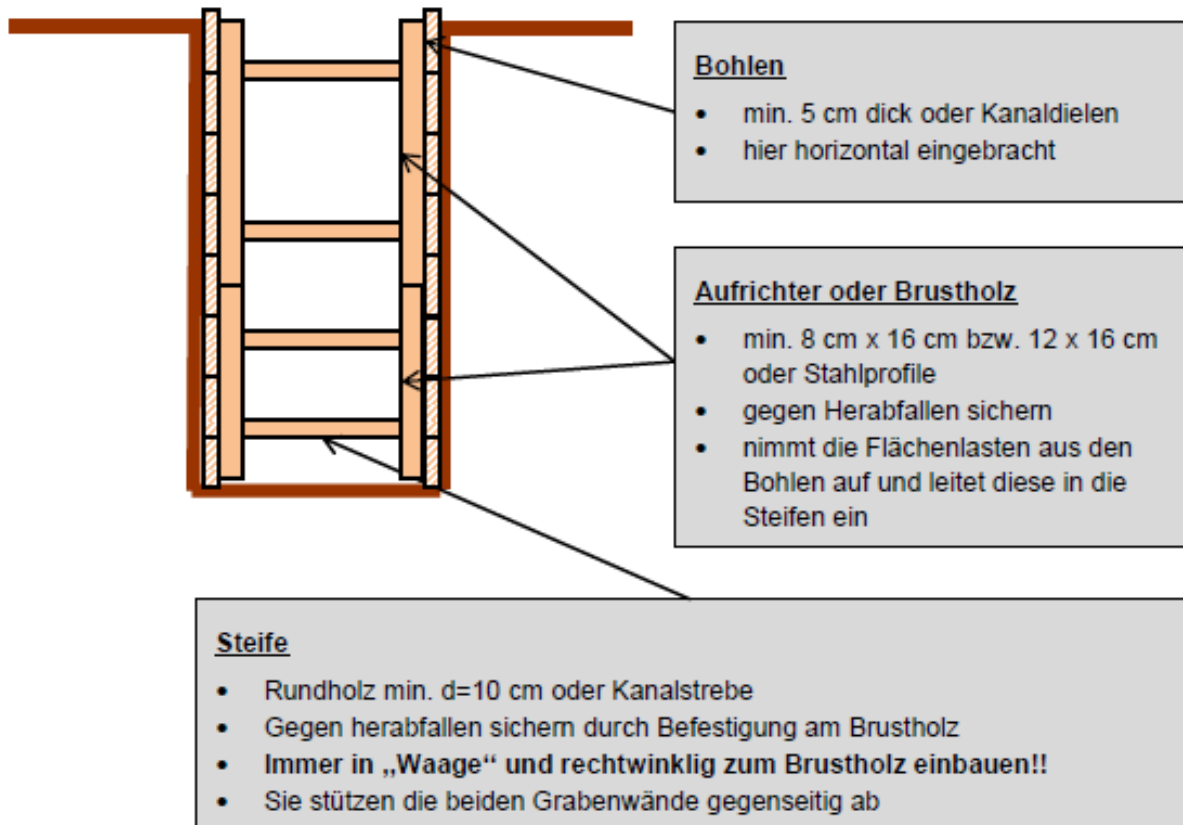 Bohlen
• min. 5 cm dick oder Kanaldielen
• hier horizontal eingebracht
Aufrichter oder Brustholz
• min. 8 cm x 16 cm bzw. 12 x 16 cm
oder Stahlprofile
• gegen Herabfallen sichern
• nimmt die Flächenlasten aus den
Bohlen auf und leitet diese in die
Steifen ein
Steife
• Rundholz min. d=10 cm oder Kanalstrebe
• Gegen herabfallen sichern durch Befestigung am Brustholz
• Immer in „Waage“ und rechtwinklig zum Brustholz einbauen!!
• Sie stützen die beiden Grabenwände gegenseitig ab